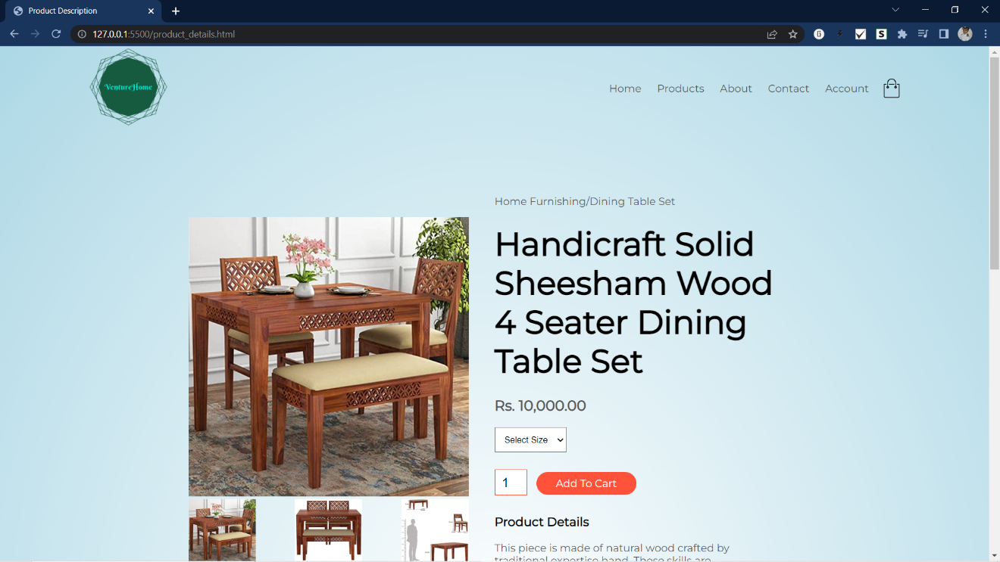 Product Description
127.0.0.1:5500/product_details.html
VentureHome
Home Products About Contact Account
Home Furnishing/Dining Table Set
Handicraft Solid
Sheesham Wood
4 Seater Dining
Table Set
Rs. 10,000.00
Select Size
1
Add To Cart
Product Details
This piece is made of natural wood crafted by
traditional expertise hand. These skills are